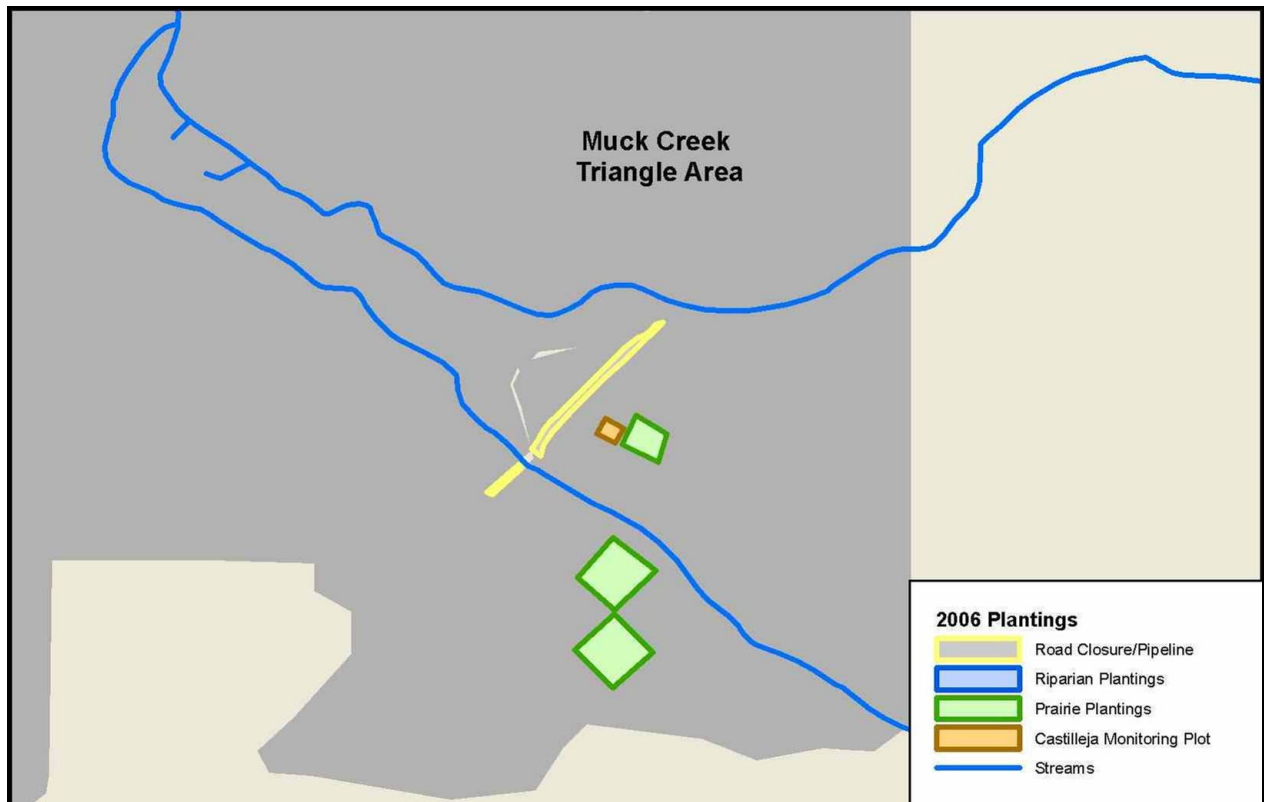 Muck Creek
Triangle Area
2006 Plantings
Road Closure/Pipeline
Riparian Plantings
Prairie Plantings
Castilleja Monitoring Plot
Streams